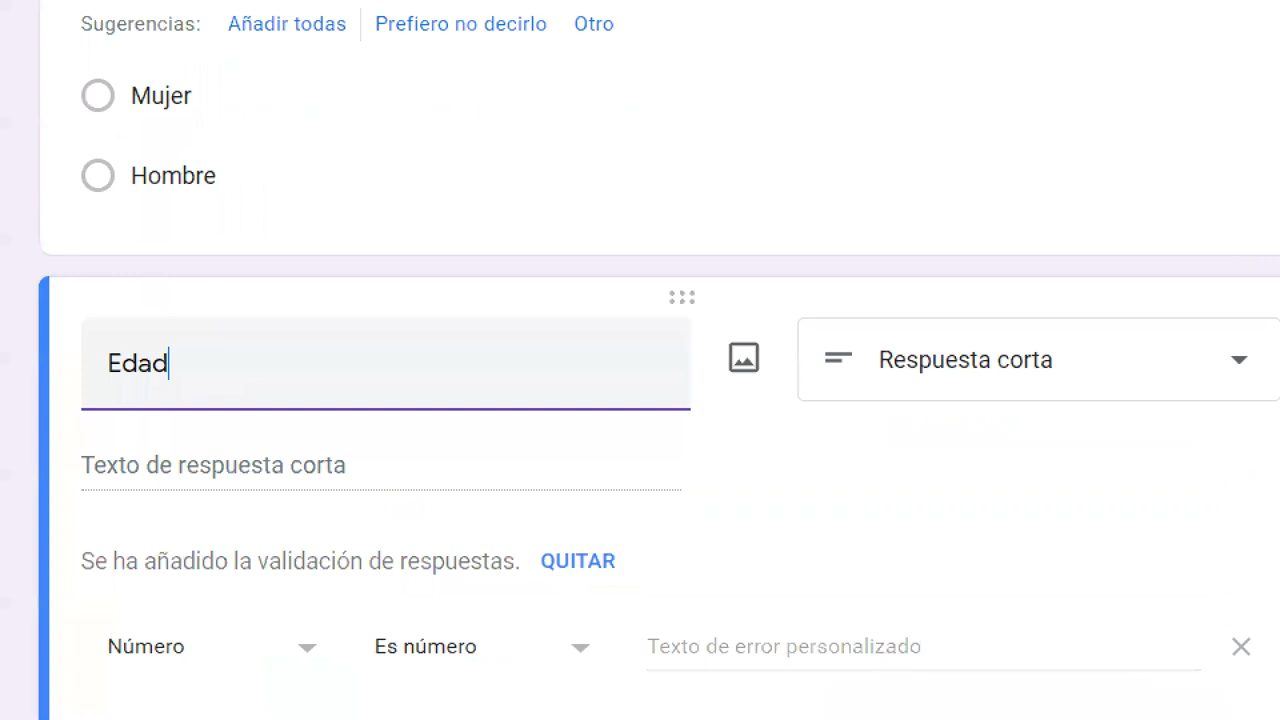 Sugerencias: Añadir todas Prefiero no decirlo Otro
Mujer
Hombre
Edad
Respuesta corta
Texto de respuesta corta
Se ha añadido la validación de respuestas. QUITAR
Número Es número Texto de error personalizado